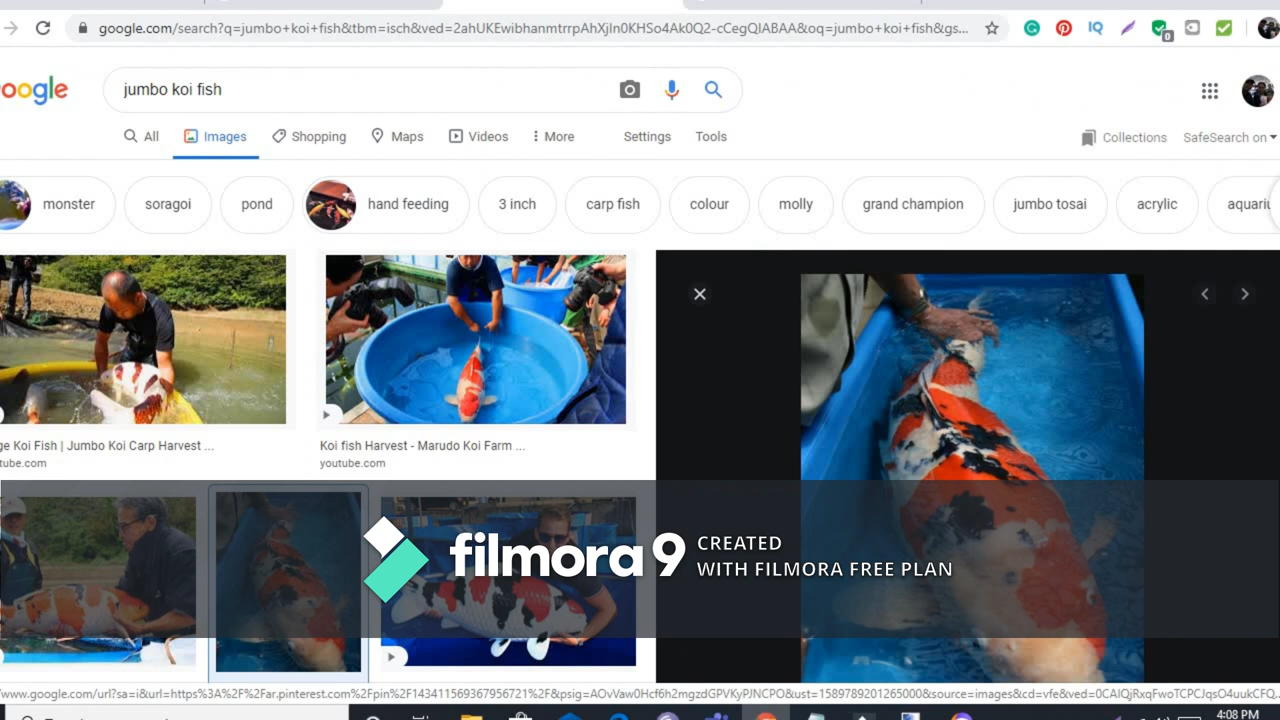 google.com/search?q=jumbo+koi+fish&tbm=isch&ved=2ahUKEwibhanmtrrpAhXjIn0KHSo4Ak0Q2-cCegQIABAA&oq=jumbo+koi+fish&gs...
IQ
0
oogle
jumbo koi fish
All Images Shopping Maps Videos More Settings Tools Collections SafeSearch on
monster soragoi pond hand feeding 3 inch carp fish colour molly grand champion jumbo tosai acrylic aquariu
ge Koi Fish | Jumbo Koi Carp Harvest ...
tube.com
Koi fish Harvest - Marudo Koi Farm ...
youtube.com
filmora9 CREATED
WITH FILMORA FREE PLAN
/www.google.com/url?sa=i&url=https%3A%2F%2Far.pinterest.com%2Fpin%2F143411569367956721%2F&psig=AOvVaw0Hcf6h2mgzdGPVKyPJNCPO&ust=1589789201265000&source=images&cd=vfe&ved=0CAIQjRxqFwoTCPCJqsO4uukCFQ...
4:08 PM